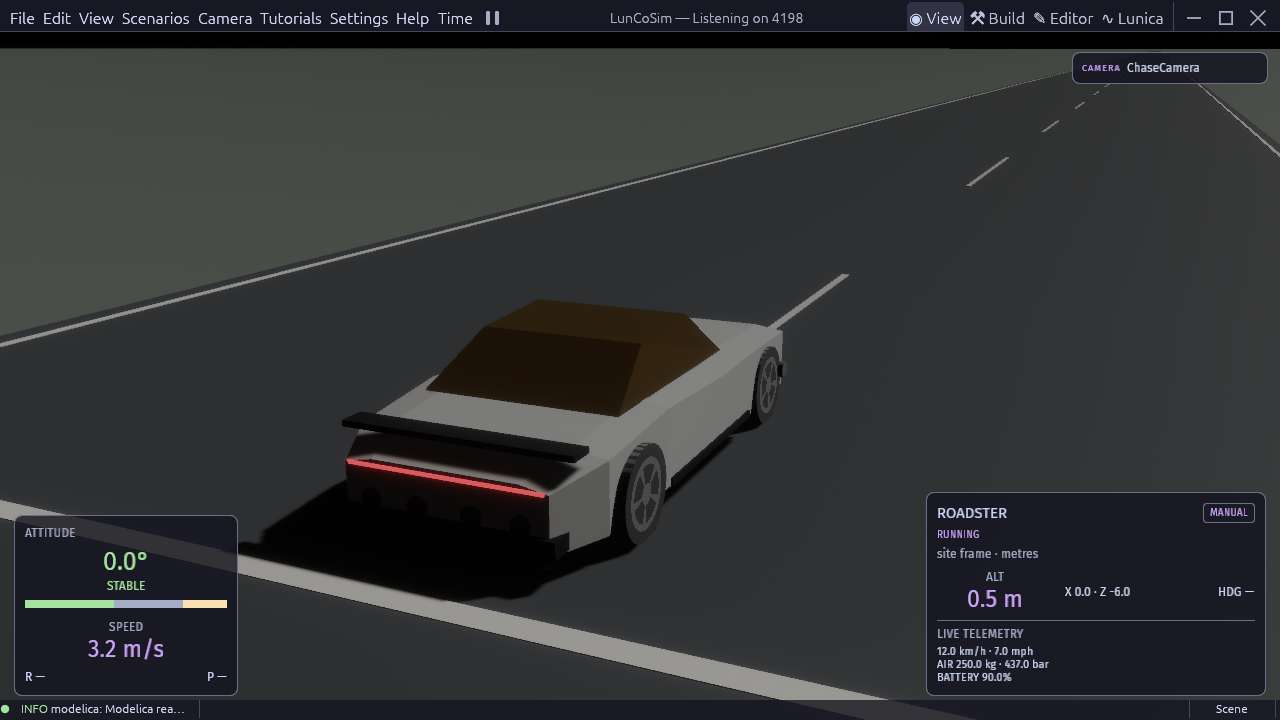 File Edit View Scenarios Camera Tutorials Settings Help Time
LunCoSim — Listening on 4198
View Build Editor Lunica
CAMERA ChaseCamera
ATTITUDE
0.0°
STABLE
SPEED
3.2 m/s
R — P —
ROADSTER MANUAL
RUNNING
site frame · metres
ALT
0.5 m
X 0.0 · Z -6.0
HDG —
LIVE TELEMETRY
12.0 km/h · 7.0 mph
AIR 250.0 kg · 437.0 bar
BATTERY 90.0%
INFO modelica: Modelica rea...
Scene